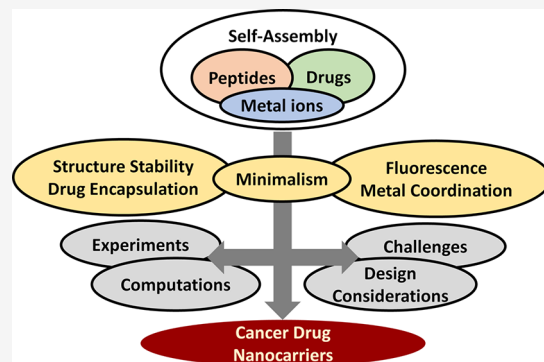 Self-Assembly
Peptides
Drugs
Metal ions
Structure Stability
Drug Encapsulation
Minimalism
Fluorescence
Metal Coordination
Experiments
Computations
Challenges
Design
Considerations
Cancer Drug
Nanocarriers